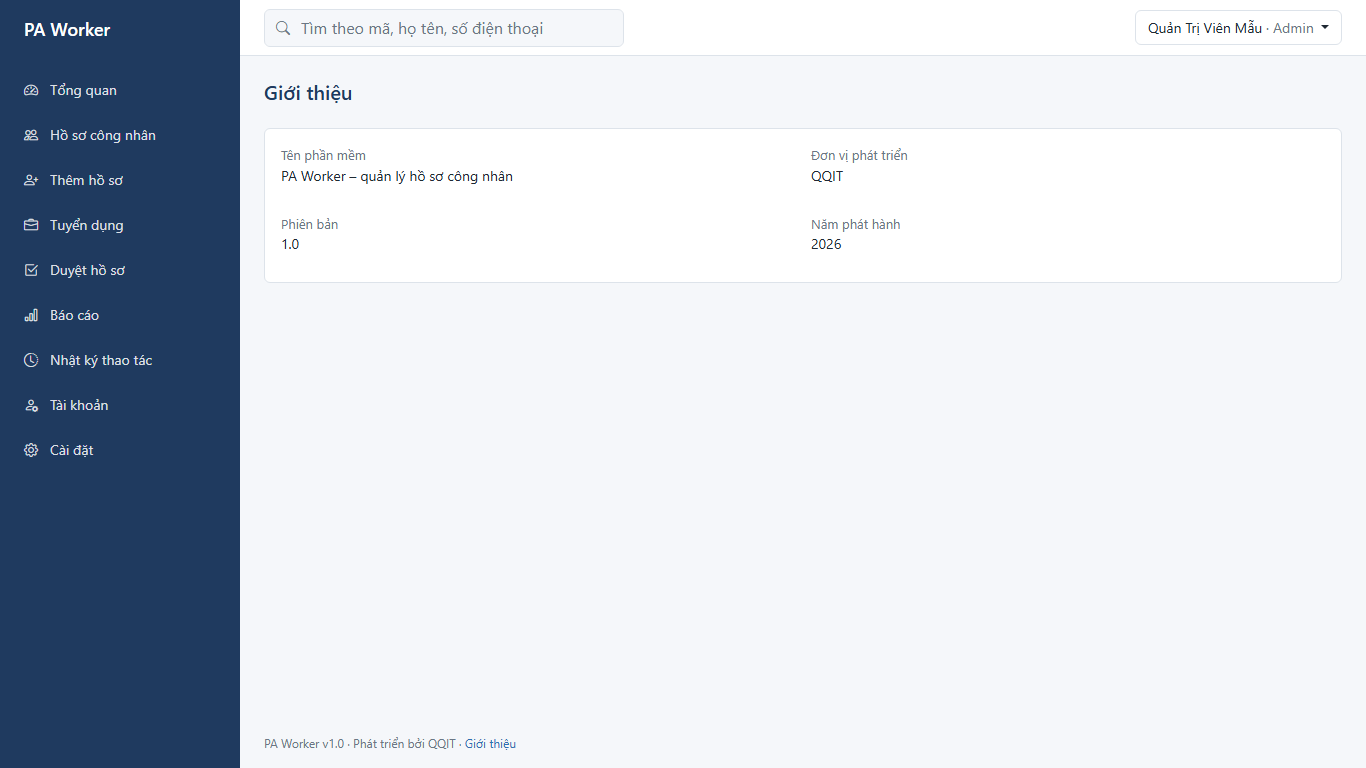 PA Worker
Tìm theo mã, họ tên, số điện thoại
Quản Trị Viên Mẫu · Admin
Tổng quan
Hồ sơ công nhân
Thêm hồ sơ
Tuyển dụng
Duyệt hồ sơ
Báo cáo
Nhật ký thao tác
Tài khoản
Cài đặt
Giới thiệu
Tên phần mềm
PA Worker – quản lý hồ sơ công nhân
Đơn vị phát triển
QQIT
Phiên bản
1.0
Năm phát hành
2026
PA Worker v1.0 · Phát triển bởi QQIT · Giới thiệu